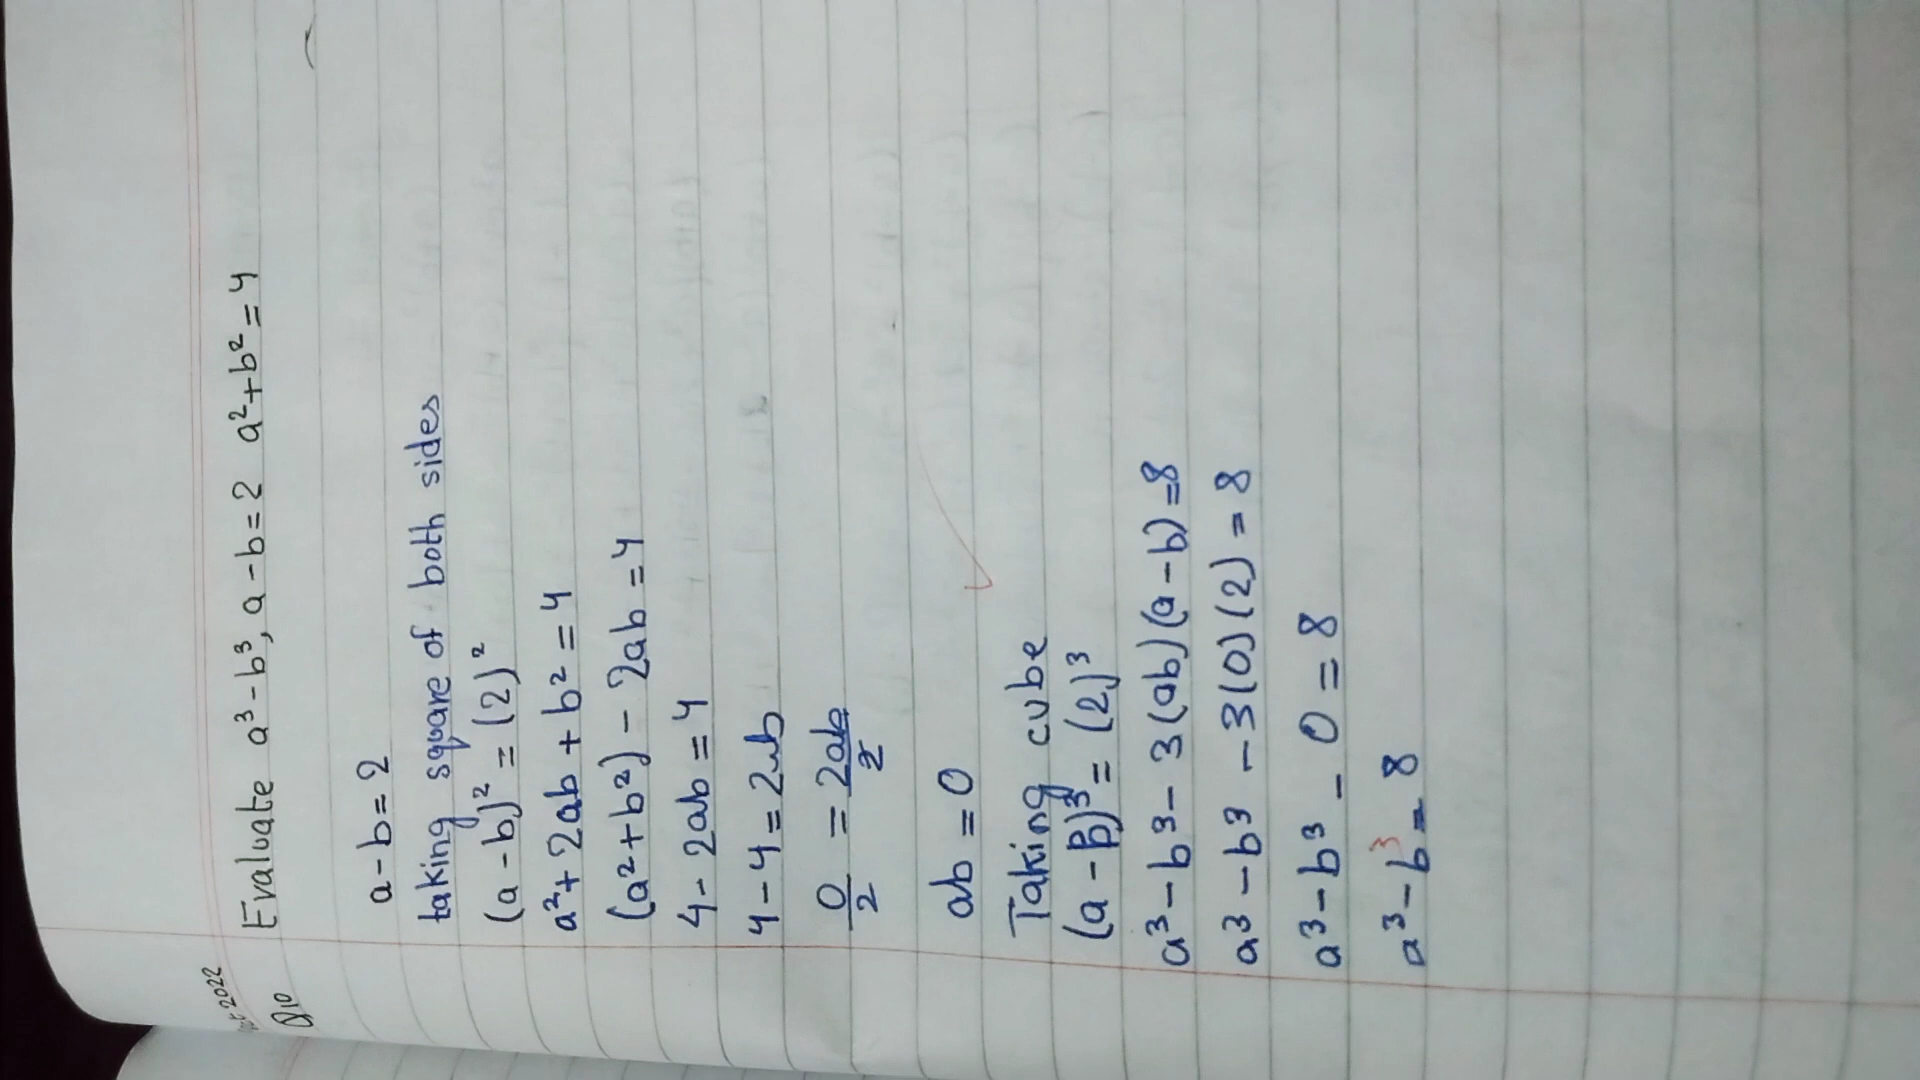 2022
Q10
Evaluate a³-b³, a-b=2 a²+b²=4
a-b=2
taking square of both sides
(a-b)²=(2)²
a²+2ab+b²=4
(a²+b²)-2ab=4
4-2ab=4
4-4=2ab
0/2 = 2ab/2
ab=0
Taking cube
(a-b)³=(2)³
a³-b³-3(ab)(a-b)=8
a³-b³-3(0)(2)=8
a³-b³-0=8
a³-b³=8